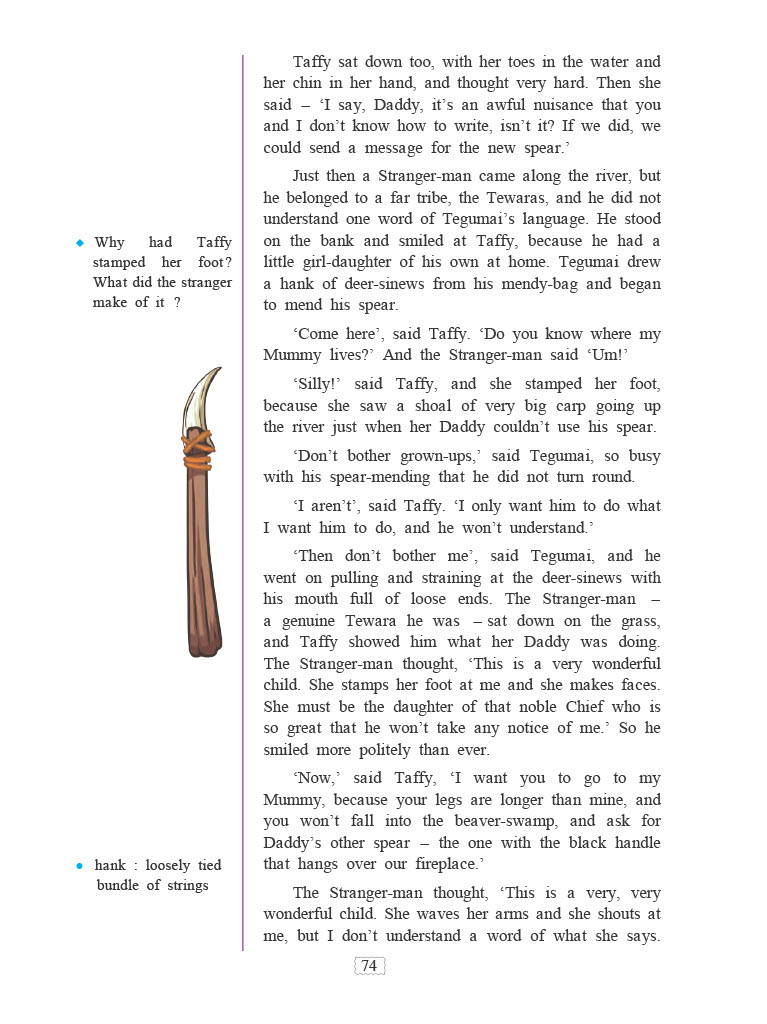 Taffy sat down too, with her toes in the water and
her chin in her hand, and thought very hard. Then she
said – ‘I say, Daddy, it’s an awful nuisance that you
and I don’t know how to write, isn’t it? If we did, we
could send a message for the new spear.’
Just then a Stranger-man came along the river, but
he belonged to a far tribe, the Tewaras, and he did not
understand one word of Tegumai’s language. He stood
on the bank and smiled at Taffy, because he had a
little girl-daughter of his own at home. Tegumai drew
a hank of deer-sinews from his mendy-bag and began
to mend his spear.
◆ Why had Taffy
stamped her foot?
What did the stranger
make of it ?
‘Come here’, said Taffy. ‘Do you know where my
Mummy lives?’ And the Stranger-man said ‘Um!’
‘Silly!’ said Taffy, and she stamped her foot,
because she saw a shoal of very big carp going up
the river just when her Daddy couldn’t use his spear.
‘Don’t bother grown-ups,’ said Tegumai, so busy
with his spear-mending that he did not turn round.
‘I aren’t’, said Taffy. ‘I only want him to do what
I want him to do, and he won’t understand.’
‘Then don’t bother me’, said Tegumai, and he
went on pulling and straining at the deer-sinews with
his mouth full of loose ends. The Stranger-man –
a genuine Tewara he was – sat down on the grass,
and Taffy showed him what her Daddy was doing.
The Stranger-man thought, ‘This is a very wonderful
child. She stamps her foot at me and she makes faces.
She must be the daughter of that noble Chief who is
so great that he won’t take any notice of me.’ So he
smiled more politely than ever.
‘Now,’ said Taffy, ‘I want you to go to my
Mummy, because your legs are longer than mine, and
you won’t fall into the beaver-swamp, and ask for
Daddy’s other spear – the one with the black handle
that hangs over our fireplace.’
● hank : loosely tied
bundle of strings
The Stranger-man thought, ‘This is a very, very
wonderful child. She waves her arms and she shouts at
me, but I don’t understand a word of what she says.
74